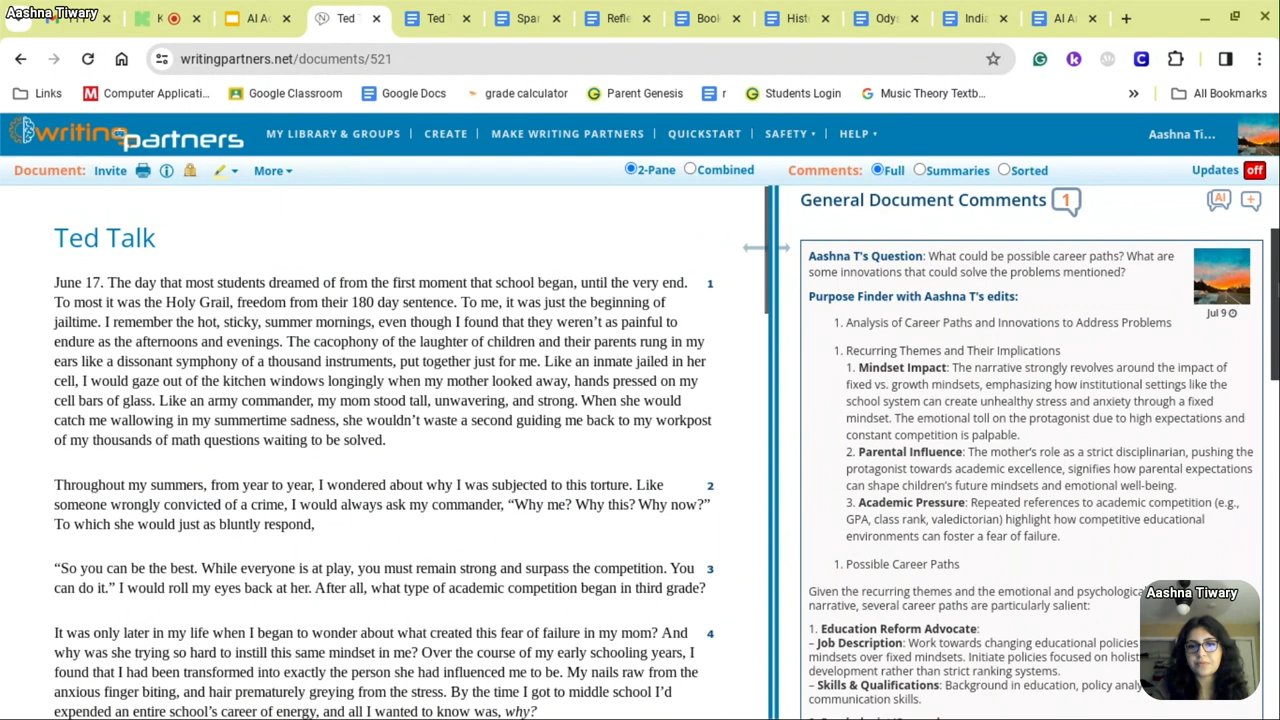 Aashna Tiwary
K
AI A
Ted T
Ted
Spar
Refle
Book
Histo
Odys
India
AI Ar
writingpartners.net/documents/521
Links
Computer Applicati...
Google Classroom
Google Docs
grade calculator
Parent Genesis
r
Students Login
Music Theory Textb...
All Bookmarks
writingpartners
MY LIBRARY & GROUPS
CREATE
MAKE WRITING PARTNERS
QUICKSTART
SAFETY
HELP
Aashna Ti...
Document: Invite
More
2-Pane
Combined
Comments: Full Summaries Sorted
Updates off
Ted Talk
June 17. The day that most students dreamed of from the first moment that school began, until the very end. 1
To most it was the Holy Grail, freedom from their 180 day sentence. To me, it was just the beginning of
jailtime. I remember the hot, sticky, summer mornings, even though I found that they weren't as painful to
endure as the afternoons and evenings. The cacophony of the laughter of children and their parents rung in my
ears like a dissonant symphony of a thousand instruments, put together just for me. Like an inmate jailed in her
cell, I would gaze out of the kitchen windows longingly when my mother looked away, hands pressed on my
cell bars of glass. Like an army commander, my mom stood tall, unwavering, and strong. When she would
catch me wallowing in my summertime sadness, she wouldn't waste a second guiding me back to my workpost
of my thousands of math questions waiting to be solved.
Throughout my summers, from year to year, I wondered about why I was subjected to this torture. Like 2
someone wrongly convicted of a crime, I would always ask my commander, “Why me? Why this? Why now?”
To which she would just as bluntly respond,
“So you can be the best. While everyone is at play, you must remain strong and surpass the competition. You 3
can do it.” I would roll my eyes back at her. After all, what type of academic competition began in third grade?
It was only later in my life when I began to wonder about what created this fear of failure in my mom? And 4
why was she trying so hard to instill this same mindset in me? Over the course of my early schooling years, I
found that I had been transformed into exactly the person she had influenced me to be. My nails raw from the
anxious finger biting, and hair prematurely greying from the stress. By the time I got to middle school I'd
expended an entire school's career of energy, and all I wanted to know was, why?
General Document Comments 1
AI
Aashna T's Question: What could be possible career paths? What are
some innovations that could solve the problems mentioned?
Jul 9
Purpose Finder with Aashna T's edits:
1. Analysis of Career Paths and Innovations to Address Problems
1. Recurring Themes and Their Implications
1. Mindset Impact: The narrative strongly revolves around the impact of
fixed vs. growth mindsets, emphasizing how institutional settings like the
school system can create unhealthy stress and anxiety through a fixed
mindset. The emotional toll on the protagonist due to high expectations and
constant competition is palpable.
2. Parental Influence: The mother's role as a strict disciplinarian, pushing the
protagonist towards academic excellence, signifies how parental expectations
can shape children's future mindsets and emotional well-being.
3. Academic Pressure: Repeated references to academic competition (e.g.,
GPA, class rank, valedictorian) highlight how competitive educational
environments can foster a fear of failure.
1. Possible Career Paths
Given the recurring themes and the emotional and psychological
narrative, several career paths are particularly salient:
1. Education Reform Advocate:
– Job Description: Work towards changing educational policies
mindsets over fixed mindsets. Initiate policies focused on holist
development rather than strict ranking systems.
– Skills & Qualifications: Background in education, policy analy
communication skills.
Aashna Tiwary